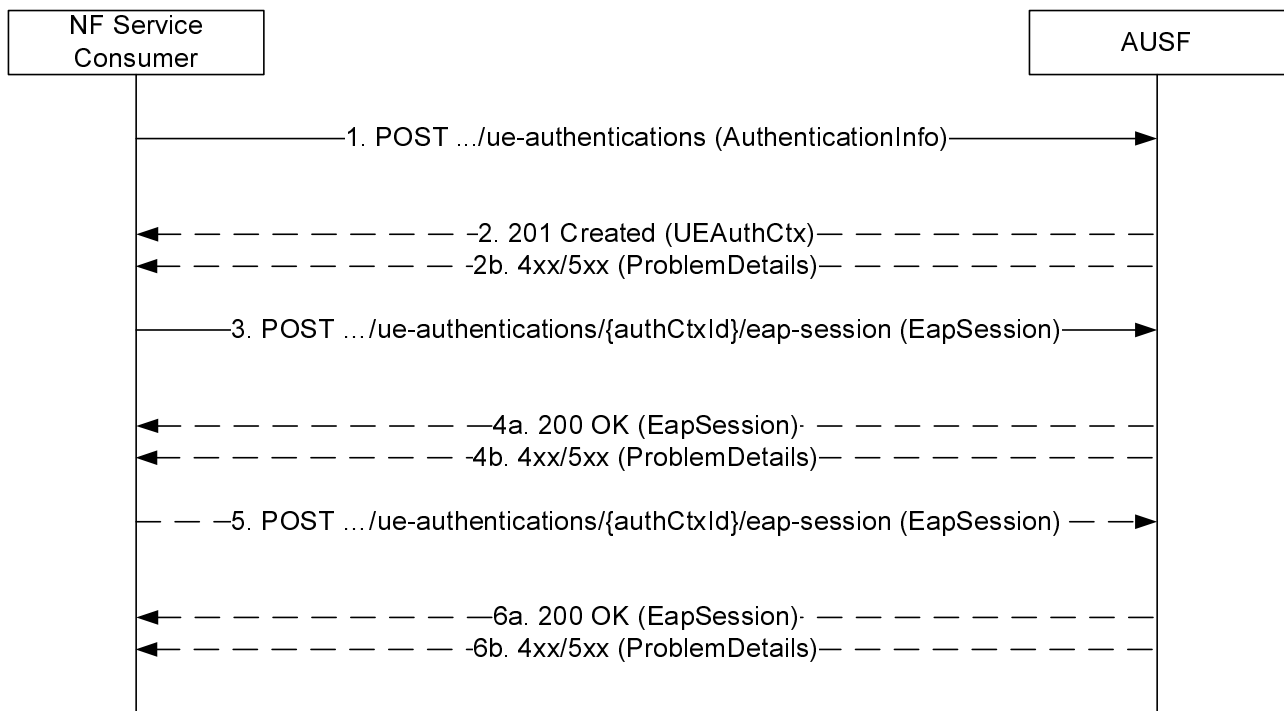 NF Service
Consumer
AUSF
1. POST .../ue-authentications (AuthenticationInfo)
2. 201 Created (UEAuthCtx)
2b. 4xx/5xx (ProblemDetails)
3. POST .../ue-authentications/{authCtxId}/eap-session (EapSession)
4a. 200 OK (EapSession)
4b. 4xx/5xx (ProblemDetails)
5. POST .../ue-authentications/{authCtxId}/eap-session (EapSession)
6a. 200 OK (EapSession)
6b. 4xx/5xx (ProblemDetails)